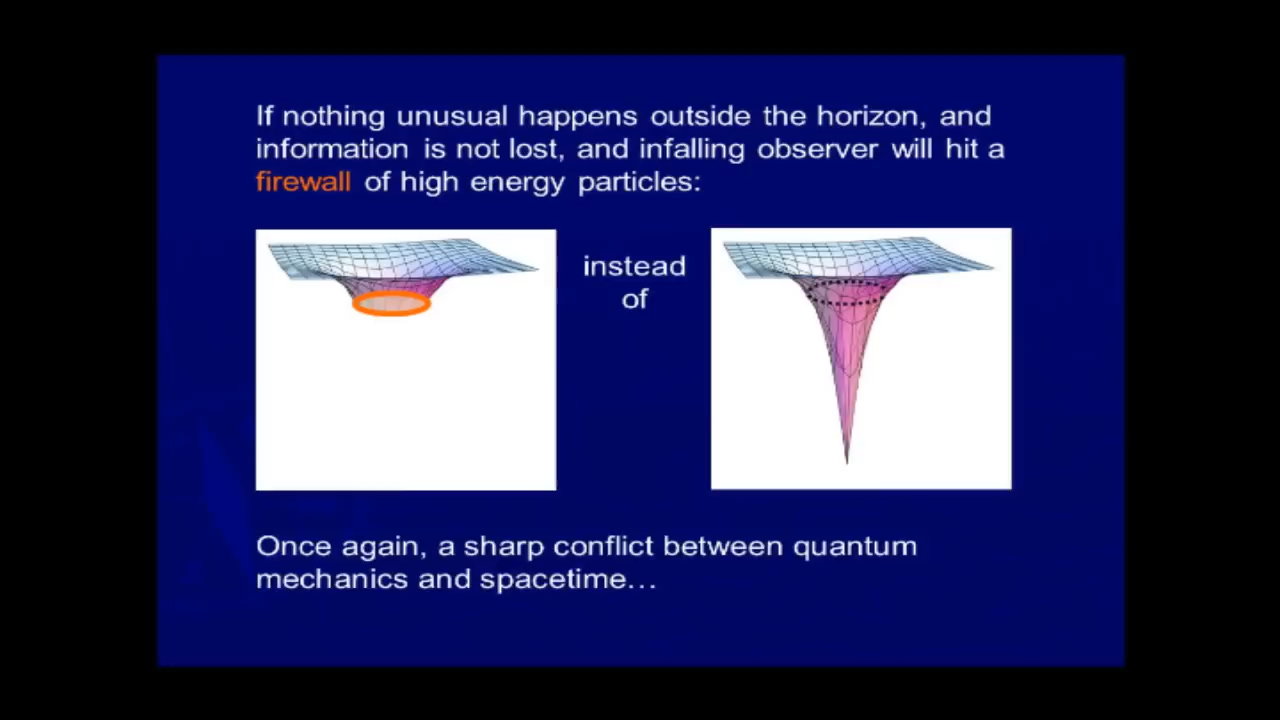 If nothing unusual happens outside the horizon, and
information is not lost, and infalling observer will hit a
firewall of high energy particles:
instead
of
Once again, a sharp conflict between quantum
mechanics and spacetime…